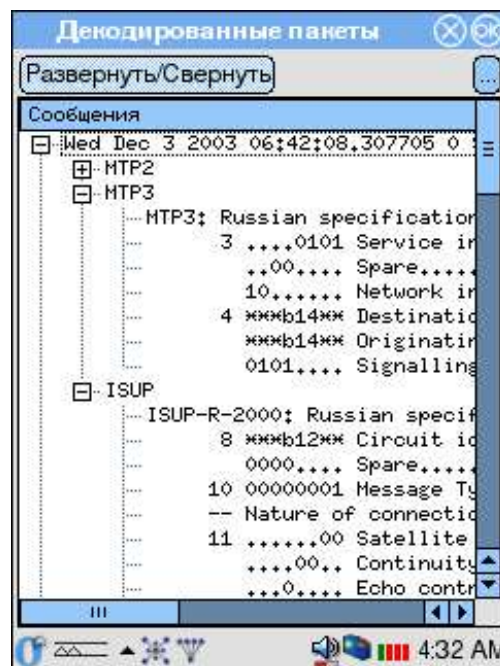 Декодированные пакеты
Развернуть/Свернуть ...
Сообщения
Wed Dec 3 2003 06:42:08.307705 0
MTP2
MTP3
MTP3: Russian specification
3 ....0101 Service in
..00.... Spare.....
10...... Network in
4 ***b14** Destinatio
***b14** Originatin
0101.... Signalling
ISUP
ISUP-R-2000: Russian specif
8 ***b12** Circuit id
0000.... Spare.....
10 00000001 Message Ty
-- Nature of connectio
11 ......00 Satellite
....00.. Continuity
...0.... Echo contr
4:32 AM